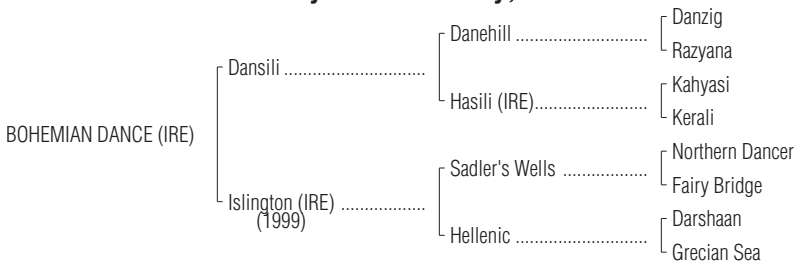 Danzig
Danehill ............................
Razyana
Dansili ..............................
Kahyasi
Hasili (IRE)........................
Kerali
BOHEMIAN DANCE (IRE)
Northern Dancer
Sadler's Wells ..................
Fairy Bridge
Islington (IRE) ..................
(1999)
Darshaan
Hellenic ............................
Grecian Sea